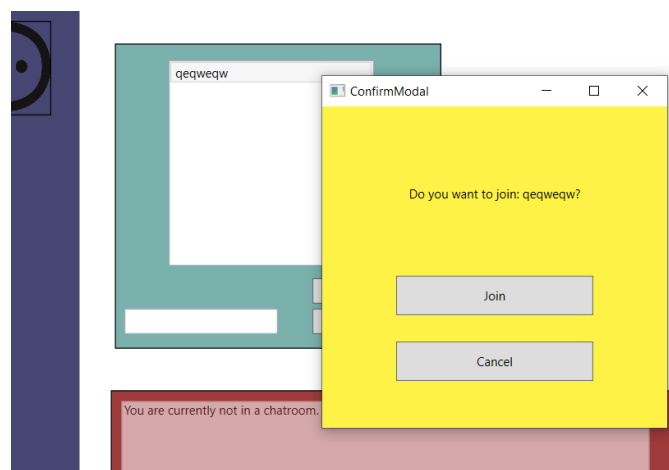 qeqweqw
ConfirmModal
Do you want to join: qeqweqw?
Join
Cancel
You are currently not in a chatroom.